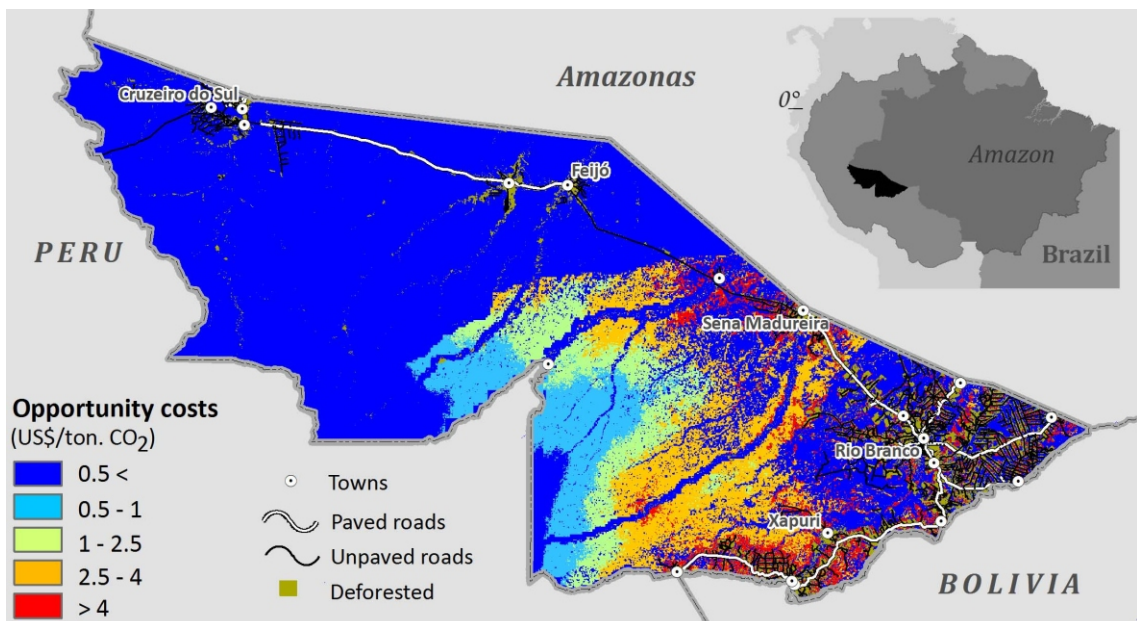 Amazonas
Cruzeiro do Sul
0°
Amazon
Feijó
PERU
Brazil
Sena Madureira
Opportunity costs
(US$/ton. CO₂)
0.5 <
0.5 - 1
1 - 2.5
2.5 - 4
> 4
Towns
Paved roads
Unpaved roads
Deforested
Rio Branco
Xapuri
BOLIVIA